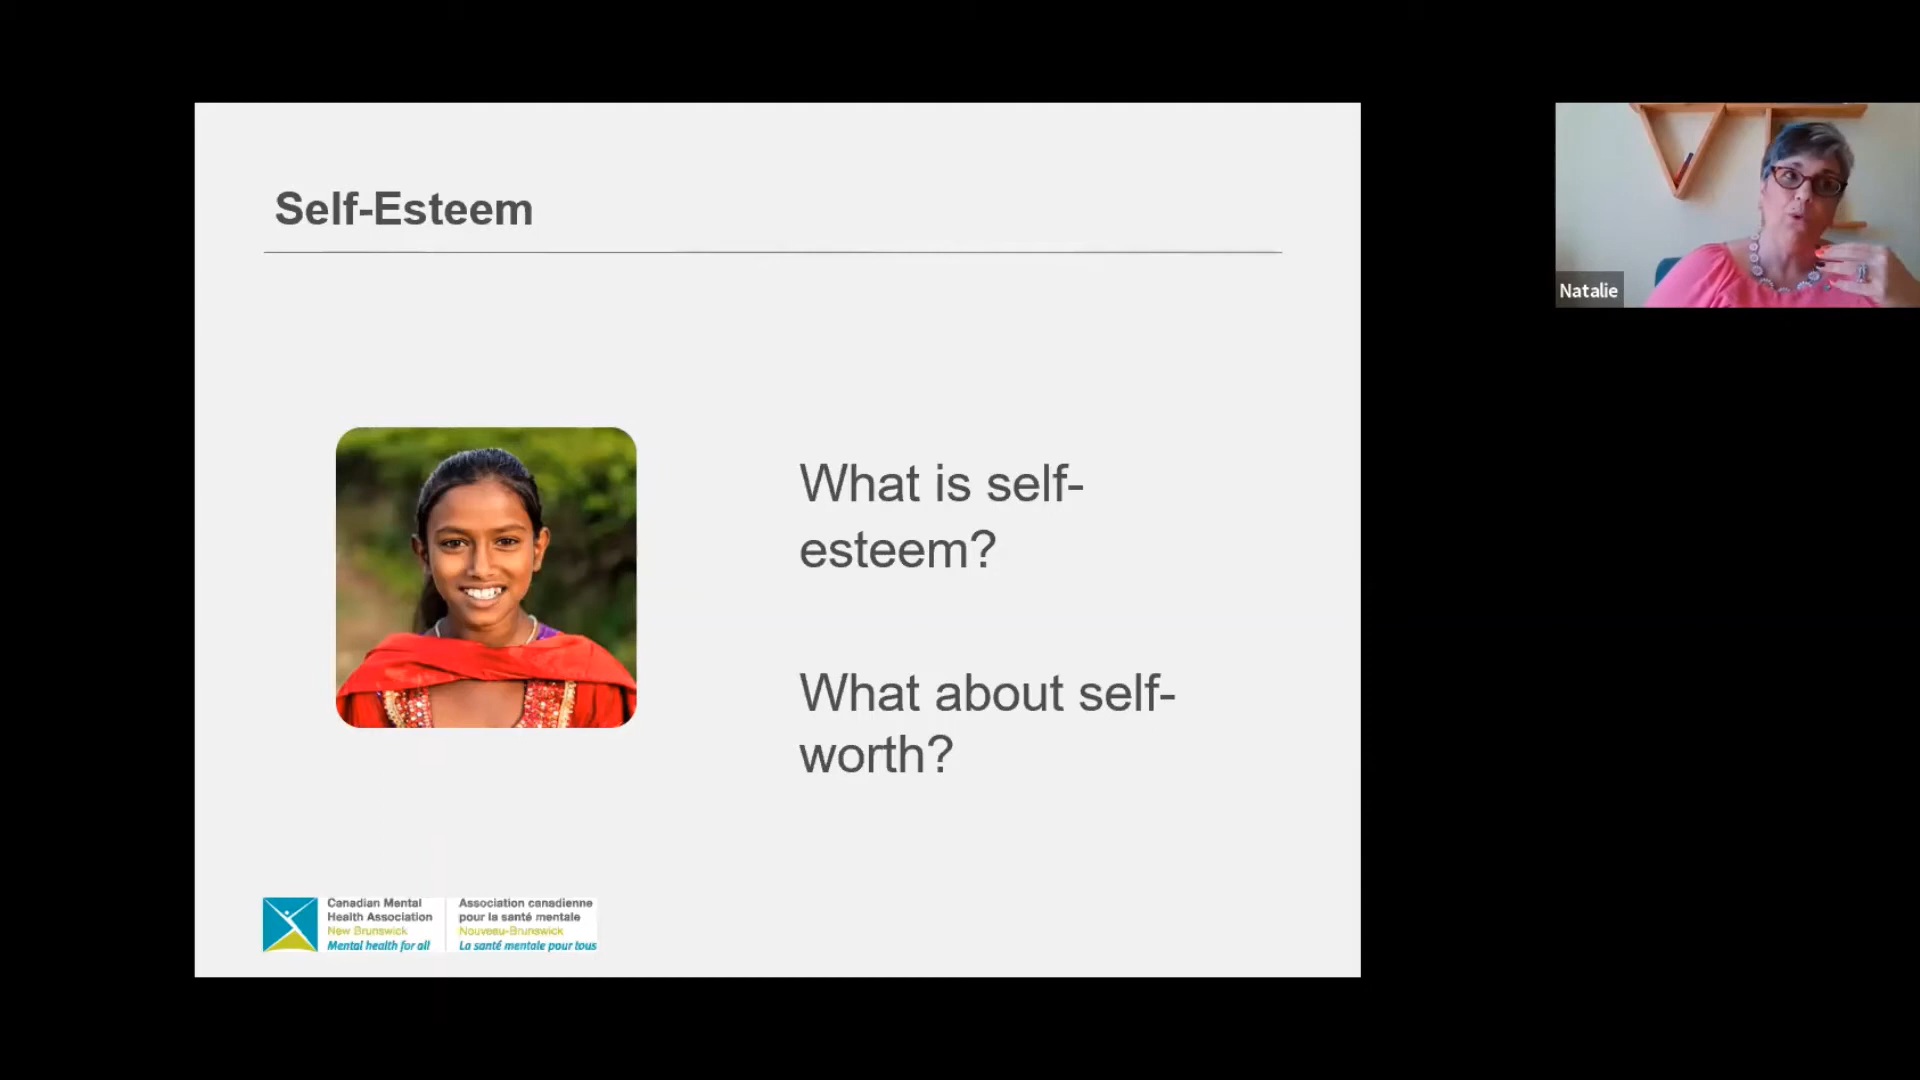 Self-Esteem
What is self-
esteem?
What about self-
worth?
Canadian Mental
Health Association
New Brunswick
Mental health for all
Association canadienne
pour la santé mentale
Nouveau-Brunswick
La santé mentale pour tous
Natalie